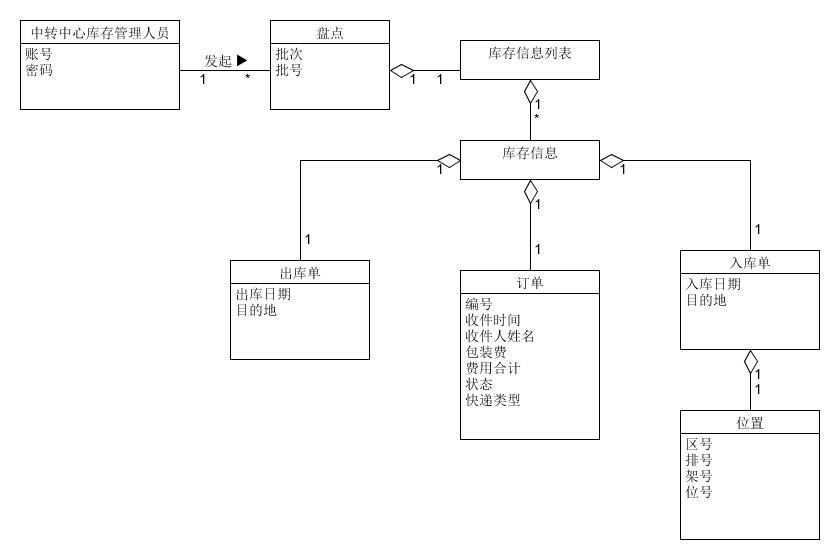 中转中心库存管理人员
账号
密码
发起 ▶
1
*
盘点
批次
批号
1
1
库存信息列表
1
*
库存信息
1
1
1
1
1
1
出库单
出库日期
目的地
订单
编号
收件时间
收件人姓名
包装费
费用合计
状态
快递类型
入库单
入库日期
目的地
1
1
位置
区号
排号
架号
位号